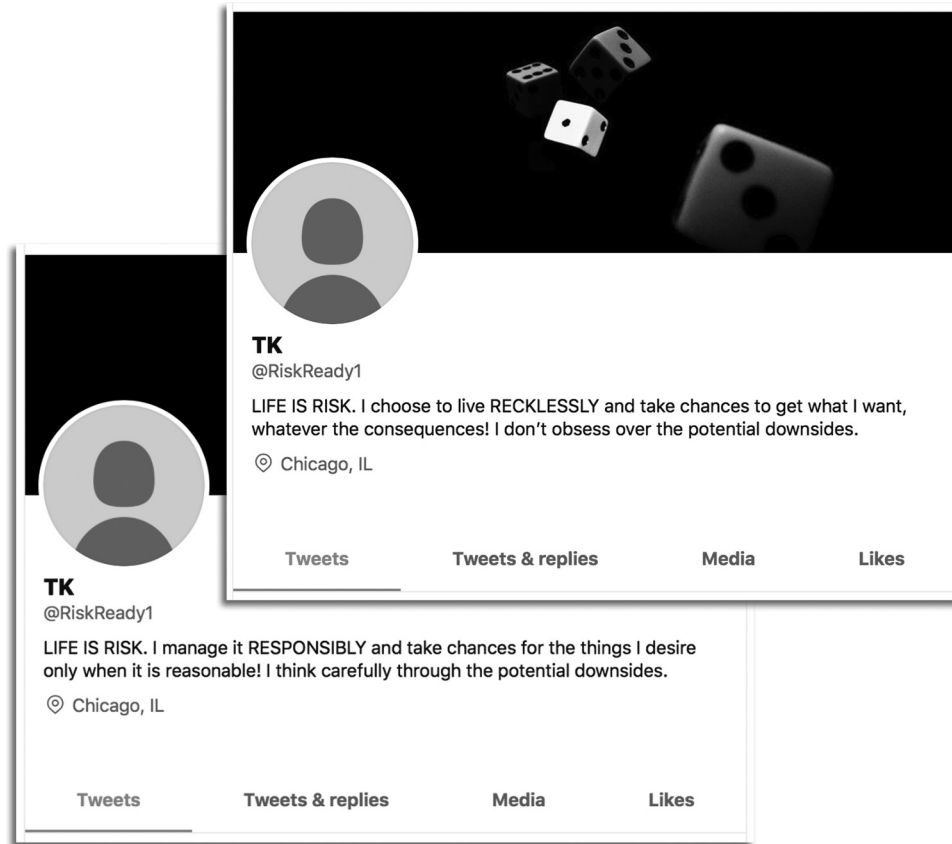 TK
@RiskReady1
LIFE IS RISK. I choose to live RECKLESSLY and take chances to get what I want,
whatever the consequences! I don’t obsess over the potential downsides.
Chicago, IL
Tweets Tweets & replies Media Likes
TK
@RiskReady1
LIFE IS RISK. I manage it RESPONSIBLY and take chances for the things I desire
only when it is reasonable! I think carefully through the potential downsides.
Chicago, IL
Tweets Tweets & replies Media Likes